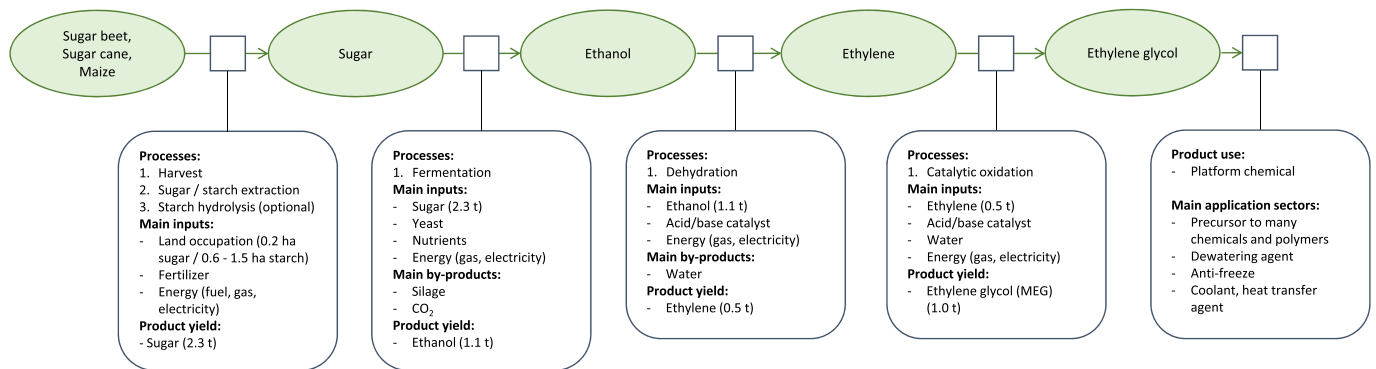 Sugar beet,
Sugar cane,
Maize
Sugar
Ethanol
Ethylene
Ethylene glycol
Processes:
1. Harvest
2. Sugar / starch extraction
3. Starch hydrolysis (optional)
Main inputs:
- Land occupation (0.2 ha
sugar / 0.6 - 1.5 ha starch)
- Fertilizer
- Energy (fuel, gas,
electricity)
Product yield:
- Sugar (2.3 t)
Processes:
1. Fermentation
Main inputs:
- Sugar (2.3 t)
- Yeast
- Nutrients
- Energy (gas, electricity)
Main by-products:
- Silage
- CO₂
Product yield:
- Ethanol (1.1 t)
Processes:
1. Dehydration
Main inputs:
- Ethanol (1.1 t)
- Acid/base catalyst
- Energy (gas, electricity)
Main by-products:
- Water
Product yield:
- Ethylene (0.5 t)
Processes:
1. Catalytic oxidation
Main inputs:
- Ethylene (0.5 t)
- Acid/base catalyst
- Water
- Energy (gas, electricity)
Product yield:
- Ethylene glycol (MEG)
(1.0 t)
Product use:
- Platform chemical
Main application sectors:
- Precursor to many
chemicals and polymers
- Dewatering agent
- Anti-freeze
- Coolant, heat transfer
agent